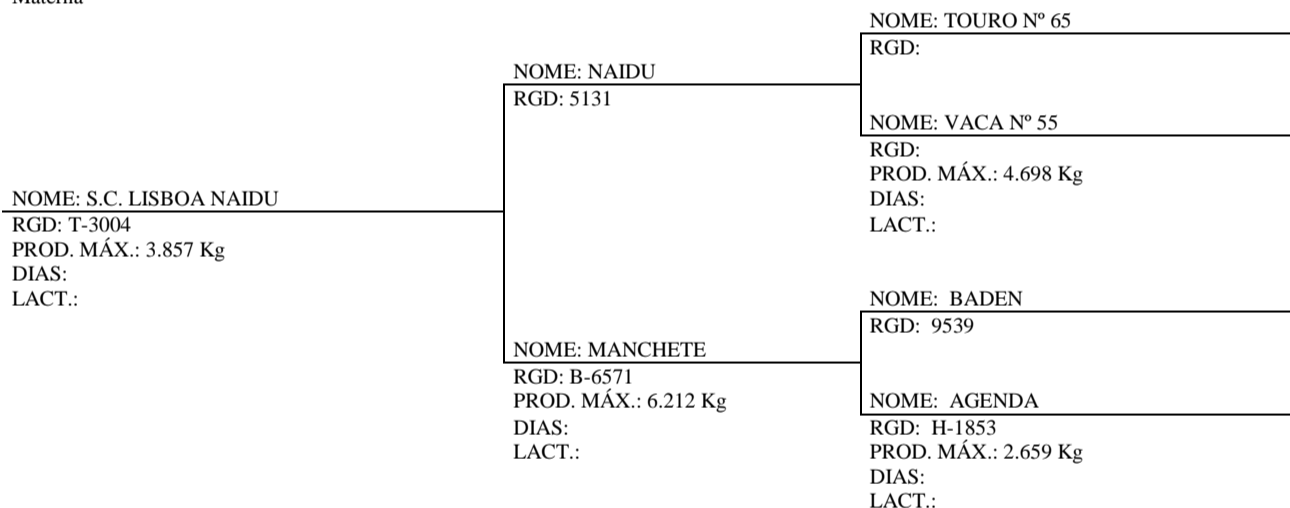 Materna
NOME: TOURO Nº 65
RGD:
NOME: NAIDU
RGD: 5131
NOME: VACA Nº 55
RGD:
PROD. MÁX.: 4.698 Kg
DIAS:
LACT.:
NOME: S.C. LISBOA NAIDU
RGD: T-3004
PROD. MÁX.: 3.857 Kg
DIAS:
LACT.:
NOME: BADEN
RGD: 9539
NOME: MANCHETE
RGD: B-6571
PROD. MÁX.: 6.212 Kg
DIAS:
LACT.:
NOME: AGENDA
RGD: H-1853
PROD. MÁX.: 2.659 Kg
DIAS:
LACT.: